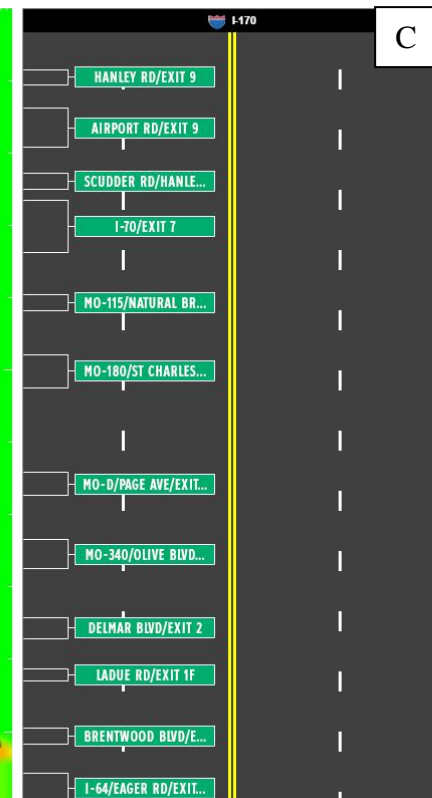 I-170
C
HANLEY RD/EXIT 9
AIRPORT RD/EXIT 9
SCUDDER RD/HANLE...
I-70/EXIT 7
MO-115/NATURAL BR...
MO-180/ST CHARLES...
MO-D/PAGE AVE/EXIT...
MO-340/OLIVE BLVD...
DELMAR BLVD/EXIT 2
LADUE RD/EXIT 1F
BRENTWOOD BLVD/E...
I-64/EAGER RD/EXIT...